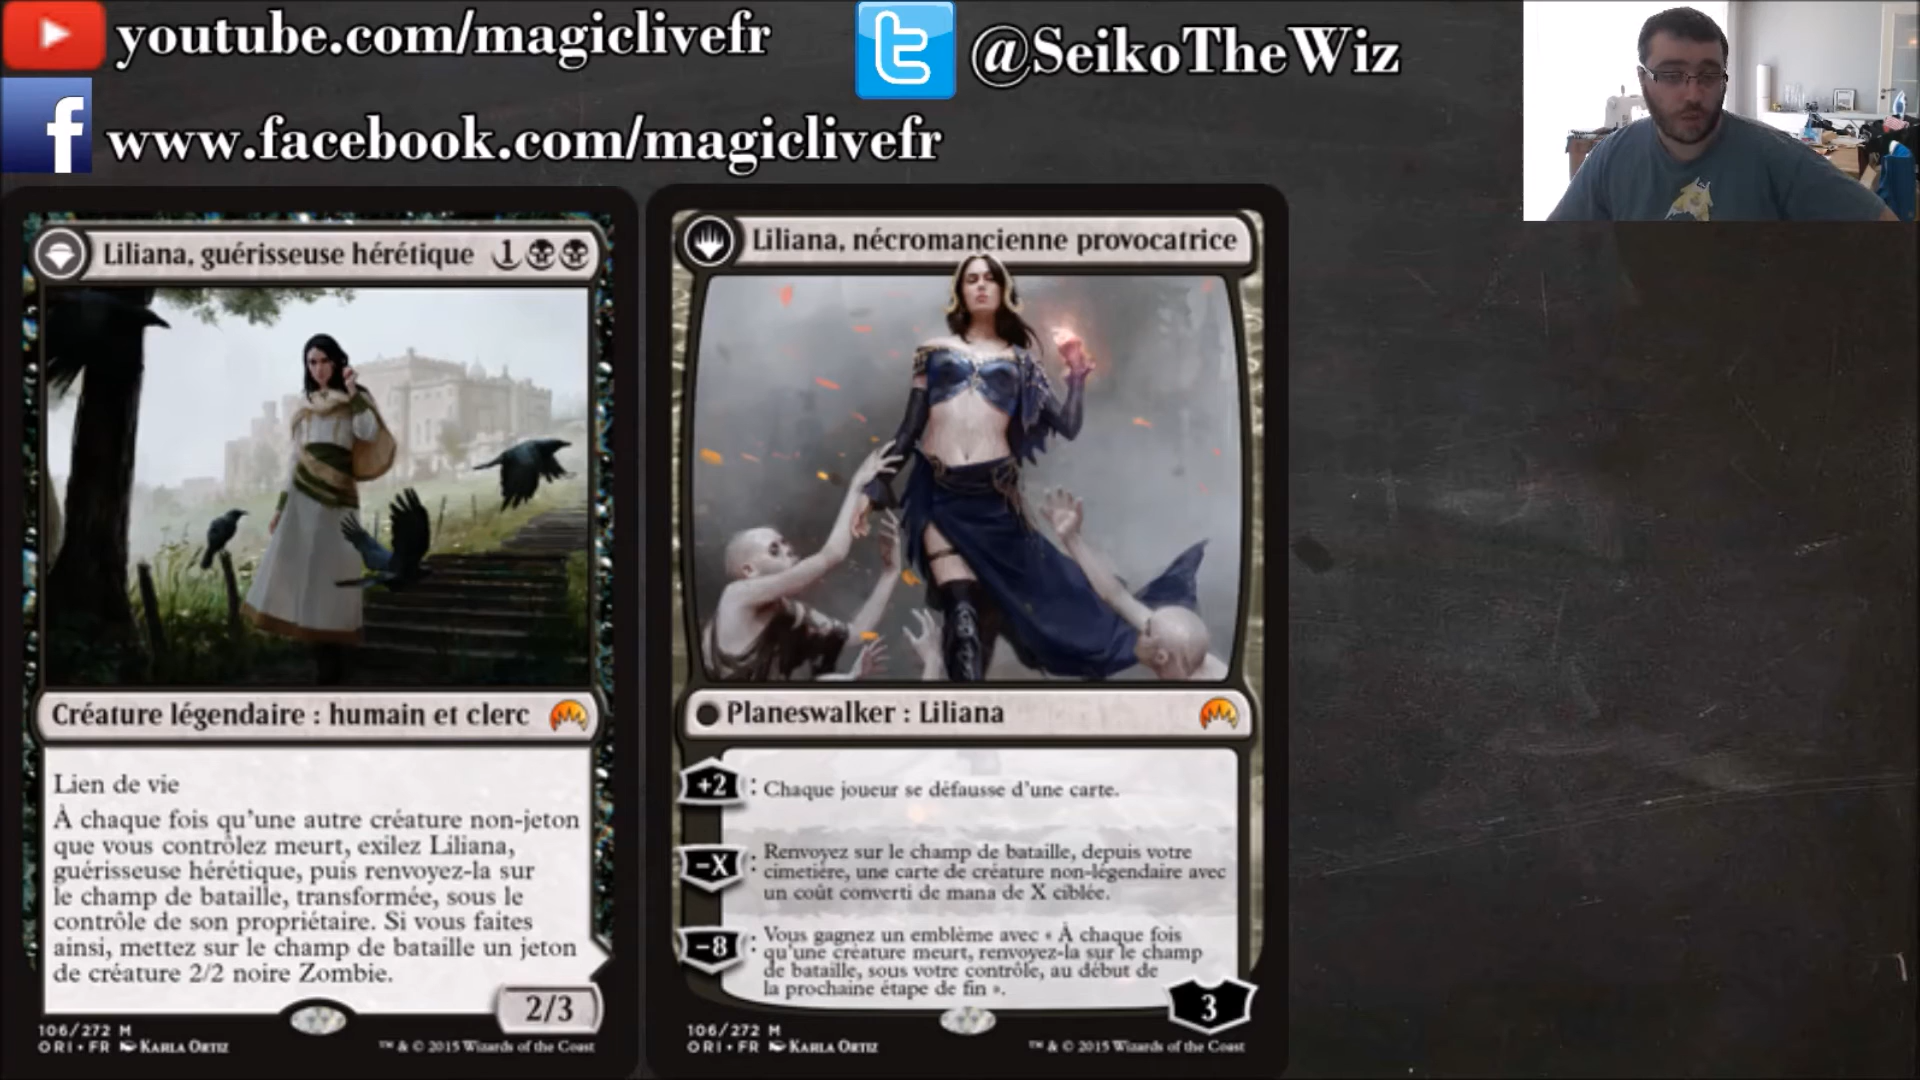 youtube.com/magiclivefr
@SeikoTheWiz
www.facebook.com/magiclivefr
Liliana, guérisseuse hérétique 1
Créature légendaire : humain et clerc
Lien de vie
À chaque fois qu'une autre créature non-jeton
que vous contrôlez meurt, exilez Liliana,
guérisseuse hérétique, puis renvoyez-la sur
le champ de bataille, transformée, sous le
contrôle de son propriétaire. Si vous faites
ainsi, mettez sur le champ de bataille un jeton
de créature 2/2 noire Zombie.
2/3
106/272 M
ORI • FR KARLA ORTIZ
™ & © 2015 Wizards of the Coast
Liliana, nécromancienne provocatrice
Planeswalker : Liliana
+2 : Chaque joueur se défausse d'une carte.
-X : Renvoyez sur le champ de bataille, depuis votre
cimetière, une carte de créature non-légendaire avec
un coût converti de mana de X ciblée.
-8 : Vous gagnez un emblème avec « À chaque fois
qu'une créature meurt, renvoyez-la sur le champ
de bataille, sous votre contrôle, au début de
la prochaine étape de fin ».
3
106/272 M
ORI • FR KARLA ORTIZ
™ & © 2015 Wizards of the Coast